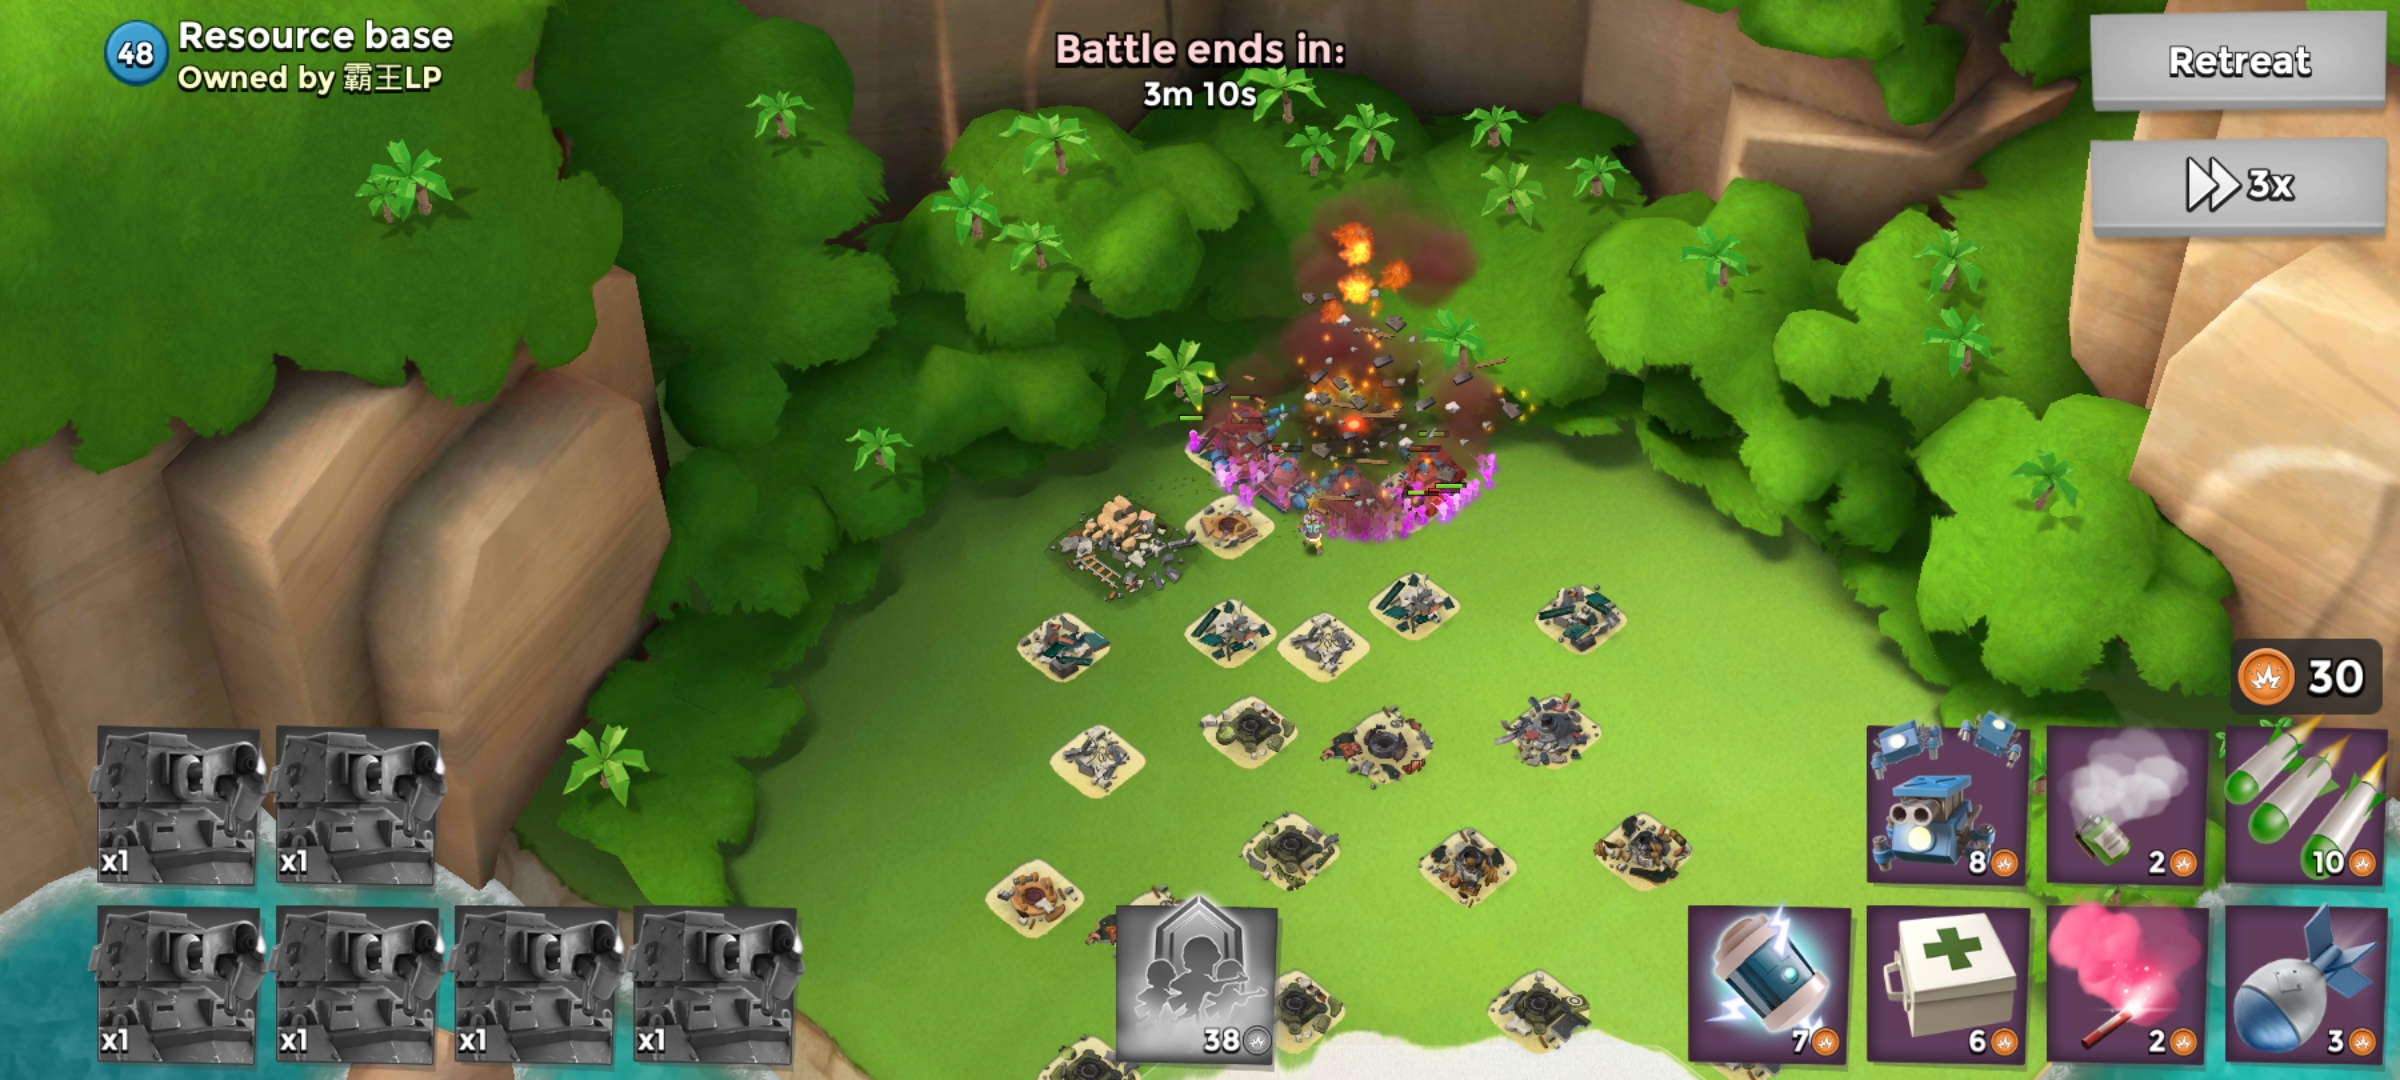 48
Resource base
Owned by 霸王LP
Battle ends in:
3m 10s
Retreat
3x
30
x1
x1
8
2
10
x1
x1
x1
x1
38
7
6
2
3